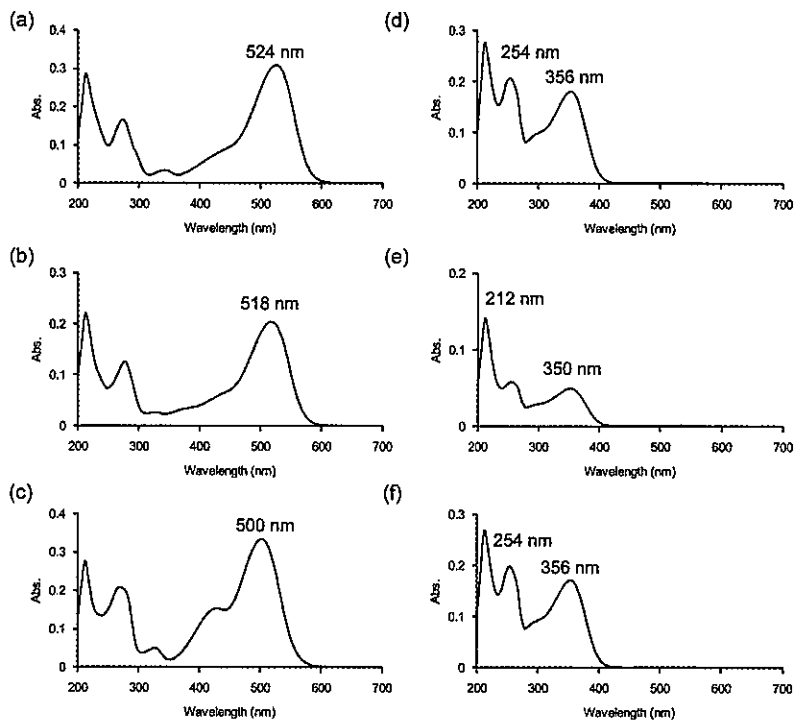 (a)
0.4
0.3
0.2
0.1
0
Abs.
524 nm
200 300 400 500 600 700
Wavelength (nm)
(b)
0.3
0.2
0.1
0
Abs.
518 nm
200 300 400 500 600 700
Wavelength (nm)
(c)
0.4
0.3
0.2
0.1
0
Abs.
500 nm
200 300 400 500 600 700
Wavelength (nm)
(d)
0.3
0.2
0.1
0
Abs.
254 nm
356 nm
200 300 400 500 600 700
Wavelength (nm)
(e)
0.2
0.1
0
Abs.
212 nm
350 nm
200 300 400 500 600 700
Wavelength (nm)
(f)
0.3
0.2
0.1
0
Abs.
254 nm
356 nm
200 300 400 500 600 700
Wavelength (nm)